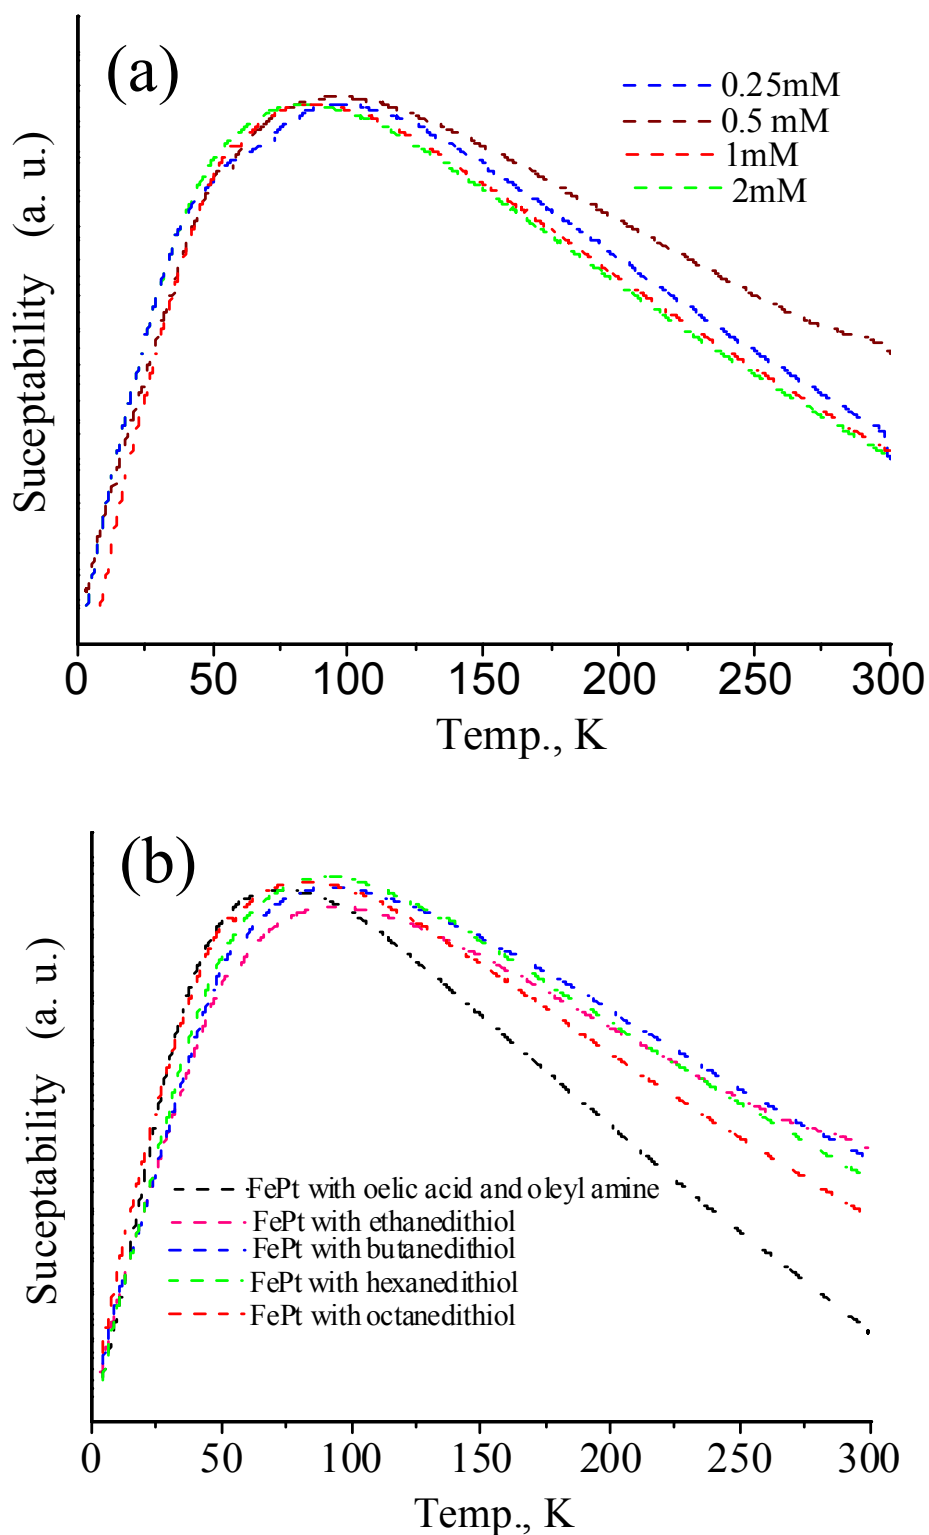 (a)
0.25mM
0.5 mM
1mM
2mM
Suceptability (a. u.)
0 50 100 150 200 250 300
Temp., K
(b)
Suceptability (a. u.)
FePt with oelic acid and oleyl amine
FePt with ethanedithiol
FePt with butanedithiol
FePt with hexanedithiol
FePt with octanedithiol
0 50 100 150 200 250 300
Temp., K